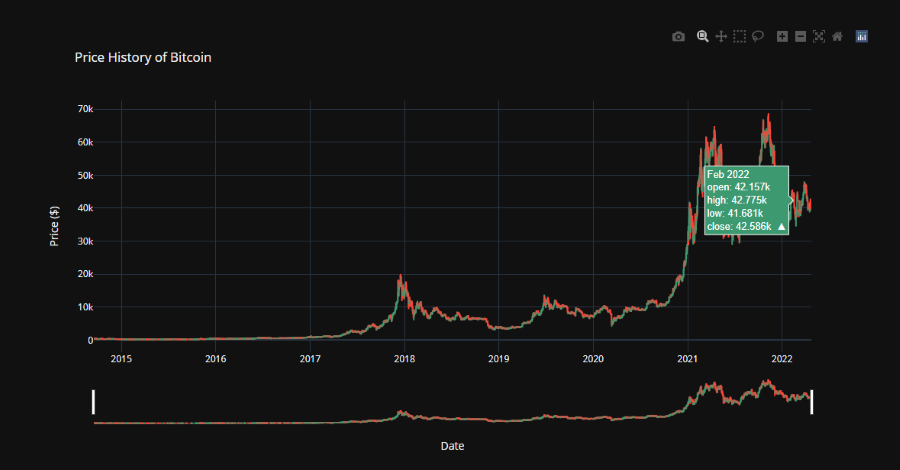 Price History of Bitcoin
70k
60k
50k
40k
30k
20k
10k
0
Price ($)
Feb 2022
open: 42.157k
high: 42.775k
low: 41.681k
close: 42.586k ▲
2015 2016 2017 2018 2019 2020 2021 2022
Date